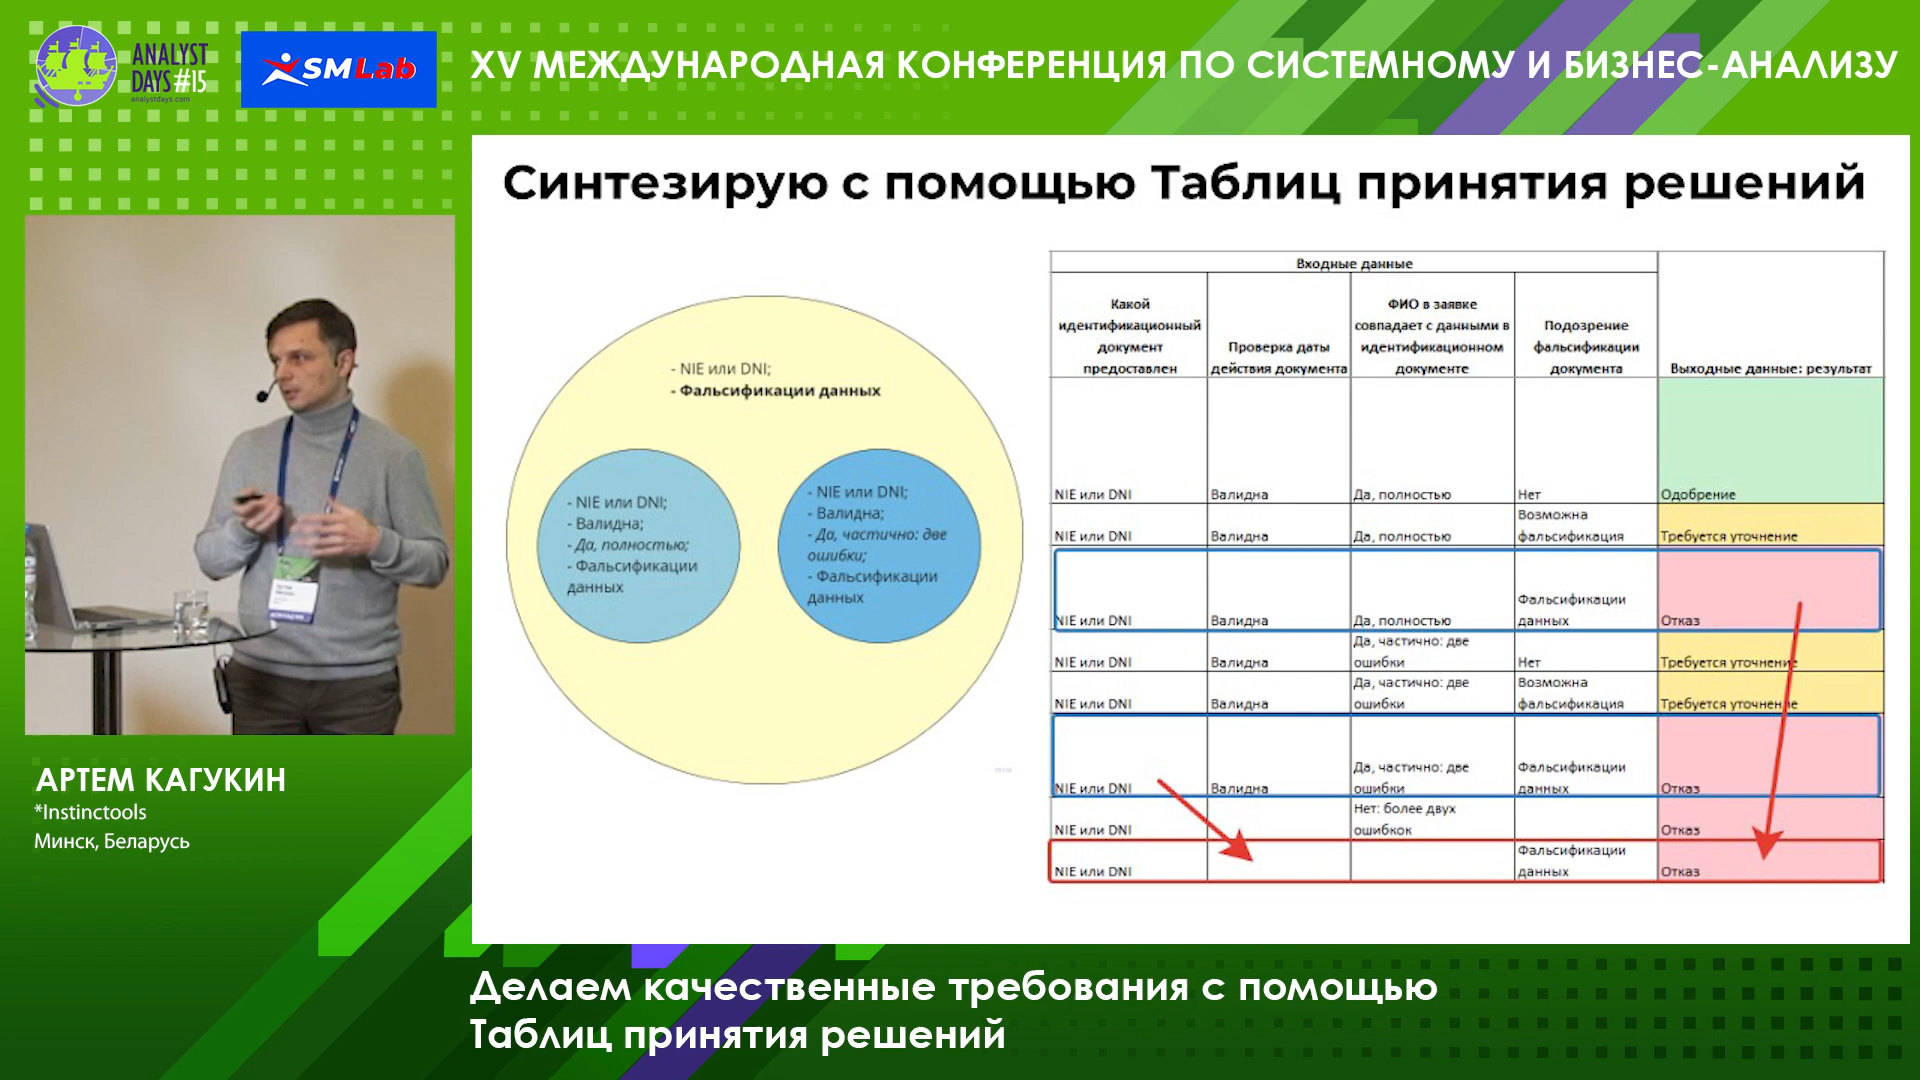 ANALYST
DAYS#15
analystdays.com
SMLab
XV МЕЖДУНАРОДНАЯ КОНФЕРЕНЦИЯ ПО СИСТЕМНОМУ И БИЗНЕС-АНАЛИЗУ
Синтезирую с помощью Таблиц принятия решений
- NIE или DNI;
- Фальсификации данных
- NIE или DNI;
- Валидна;
- Да, полностью;
- Фальсификации
данных
- NIE или DNI;
- Валидна;
- Да, частично: две
ошибки;
- Фальсификации
данных
Входные данные
Какой
идентификационный
документ
предоставлен
Проверка даты
действия документа
ФИО в заявке
совпадает с данными в
идентификационном
документе
Подозрение
фальсификации
документа
Выходные данные: результат
NIE или DNI
Валидна
Да, полностью
Нет
Одобрение
NIE или DNI
Валидна
Да, полностью
Возможна
фальсификация
Требуется уточнение
NIE или DNI
Валидна
Да, полностью
Фальсификации
данных
Отказ
NIE или DNI
Валидна
Да, частично: две
ошибки
Нет
Требуется уточнение
NIE или DNI
Валидна
Да, частично: две
ошибки
Возможна
фальсификация
Требуется уточнение
NIE или DNI
Валидна
Да, частично: две
ошибки
Фальсификации
данных
Отказ
NIE или DNI
Нет: более двух
ошибкок
Отказ
NIE или DNI
Фальсификации
данных
Отказ
АРТЕМ КАГУКИН
*Instinctools
Минск, Беларусь
Делаем качественные требования с помощью
Таблиц принятия решений